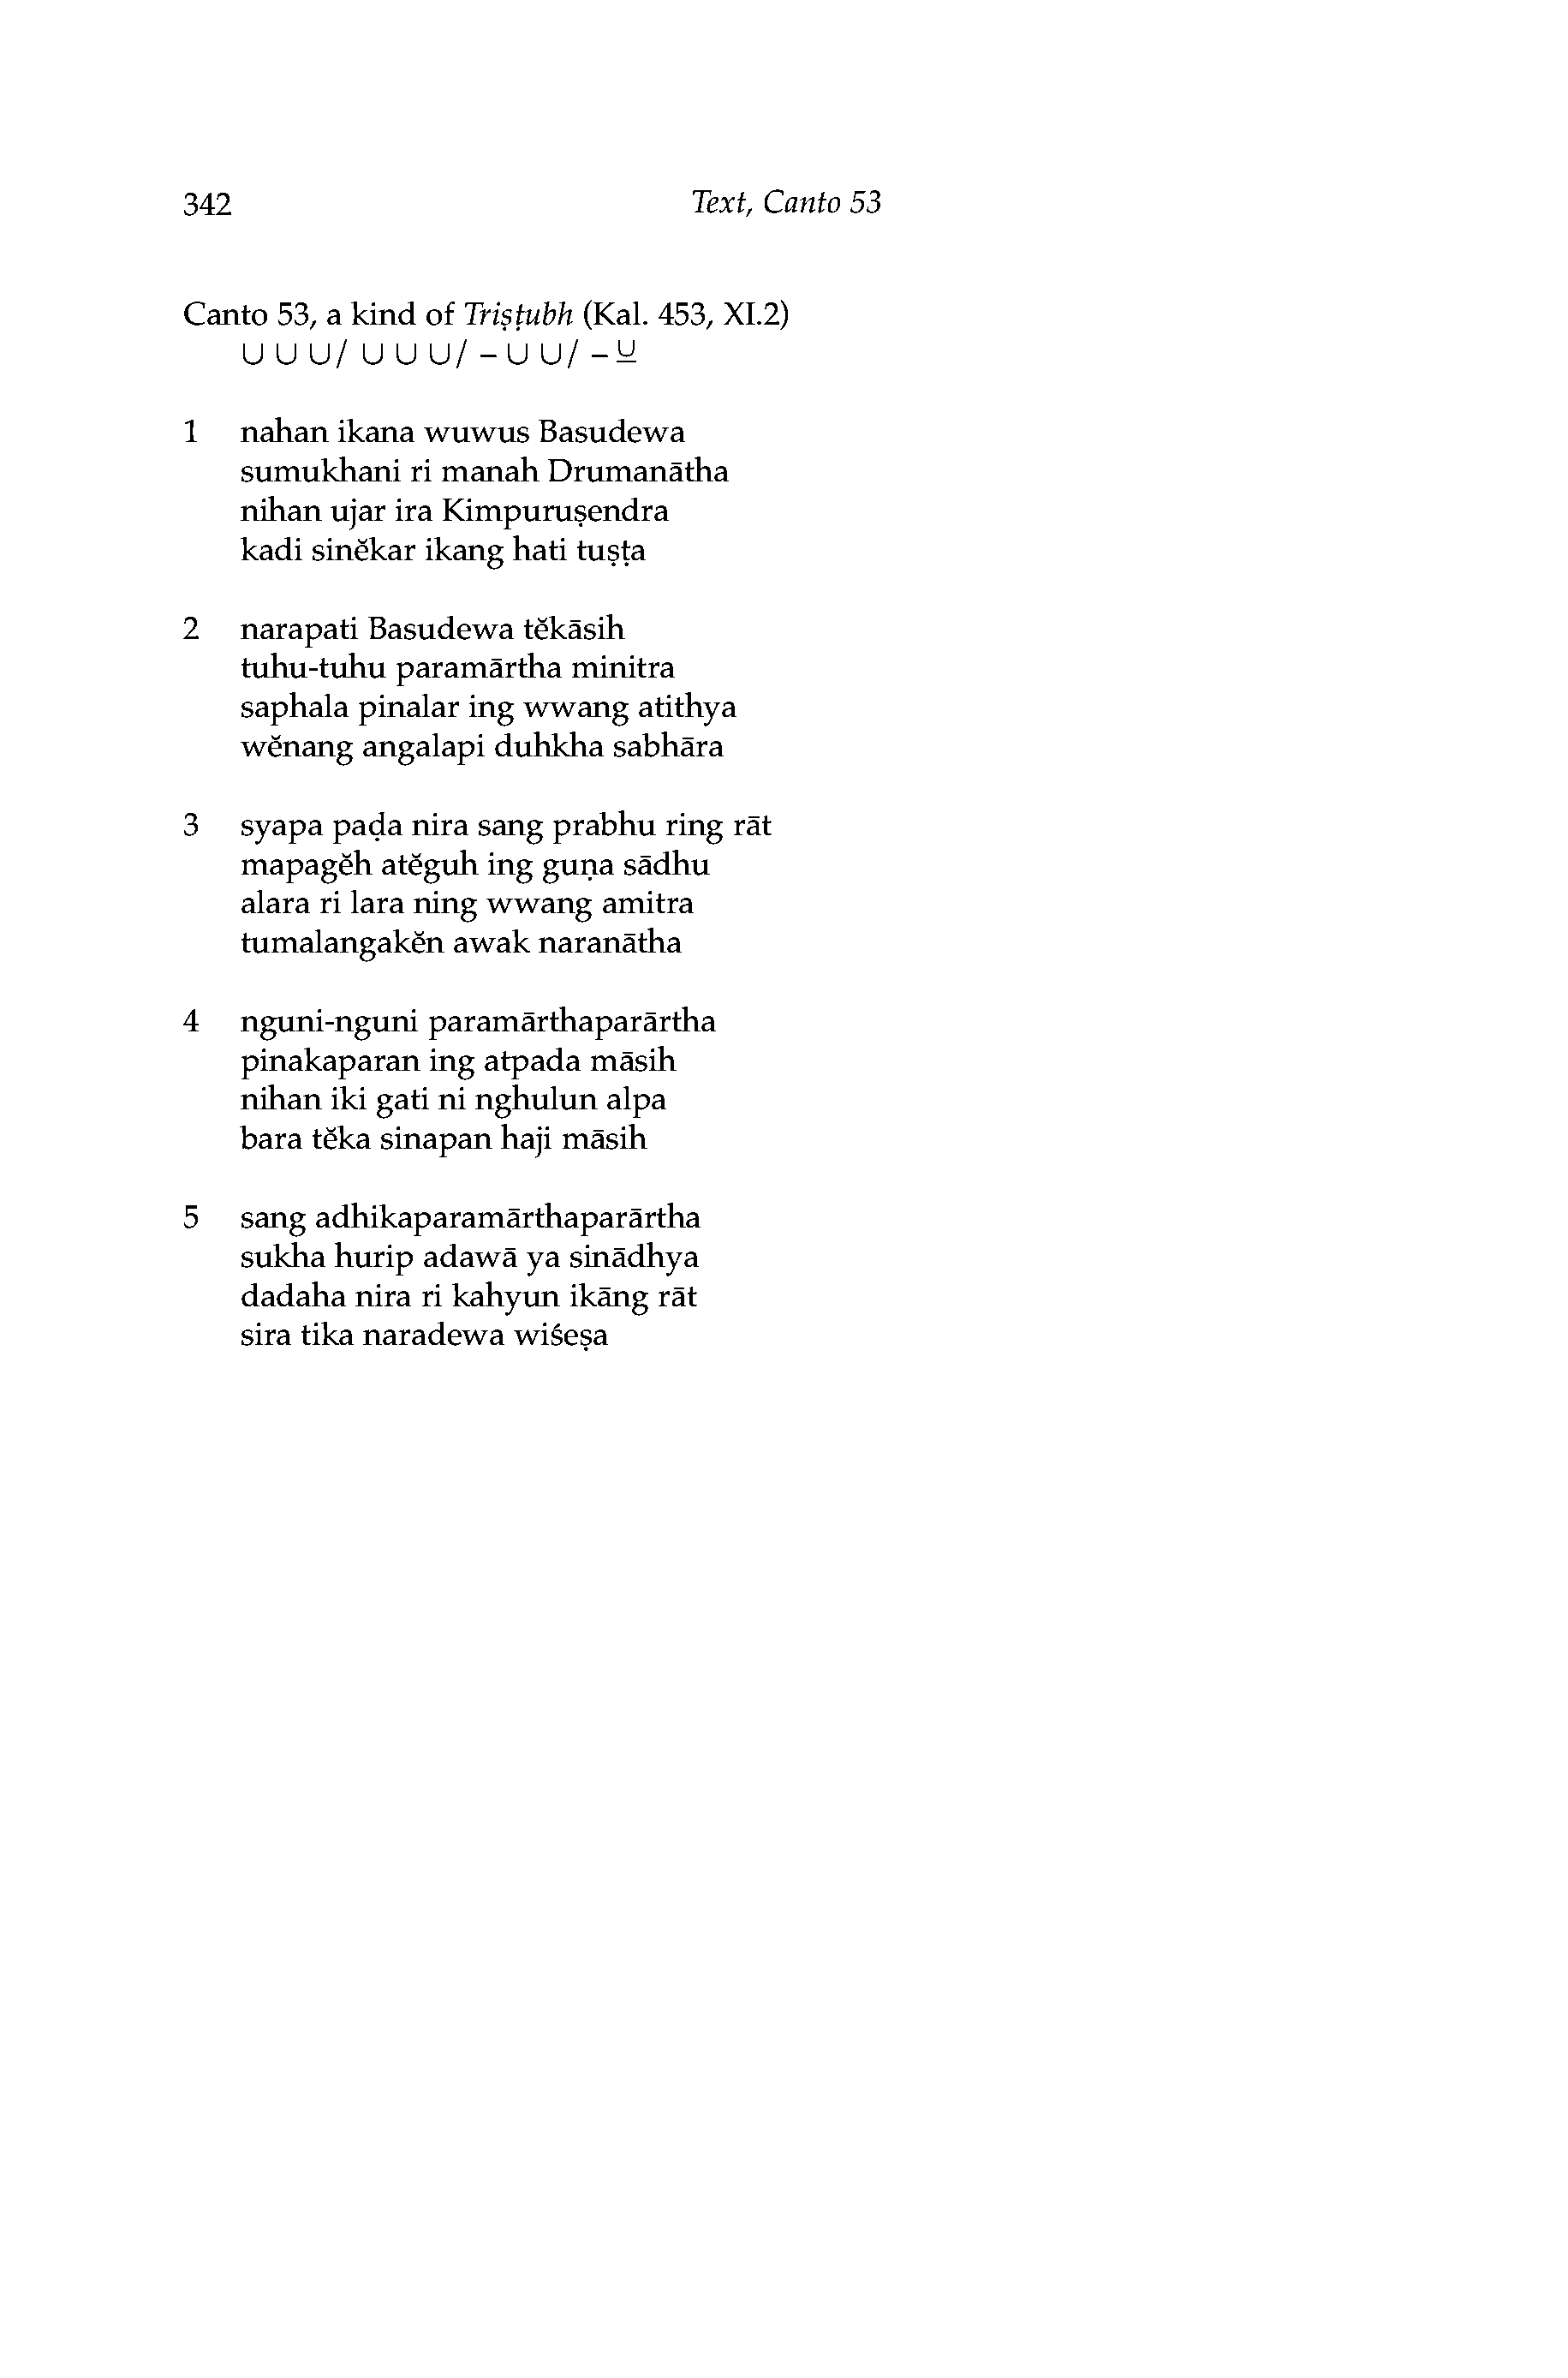 342 Text, Canto 53
Canto 53, a kind of Triṣṭubh (Kal. 453, XI.2)
∪ ∪ ∪/ ∪ ∪ ∪/ – ∪ ∪/ – ∪̲
1 nahan ikana wuwus Basudewa
sumukhani ri manah Drumanātha
nihan ujar ira Kimpuruṣendra
kadi sinĕkar ikang hati tuṣṭa
2 narapati Basudewa tĕkāsih
tuhu-tuhu paramārtha minitra
saphala pinalar ing wwang atithya
wĕnang angalapi duhkha sabhāra
3 syapa paḍa nira sang prabhu ring rāt
mapagĕh atĕguh ing guṇa sādhu
alara ri lara ning wwang amitra
tumalangakĕn awak naranātha
4 nguni-nguni paramārthaparārtha
pinakaparan ing atpada māsih
nihan iki gati ni nghulun alpa
bara tĕka sinapan haji māsih
5 sang adhikaparamārthaparārtha
sukha hurip adawā ya sinādhya
dadaha nira ri kahyun ikāng rāt
sira tika naradewa wiśeṣa